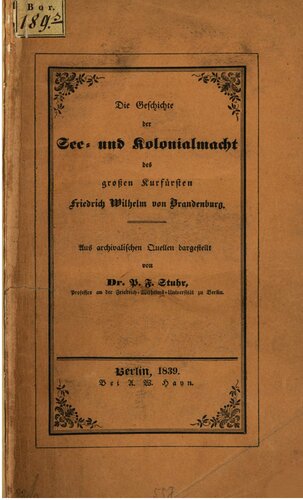 Bor.
189.
Die Geschichte
der
See- und Kolonialmacht
des
großen Kurfürsten
Friedrich Wilhelm von Brandenburg.
Aus archivalischen Quellen dargestellt
von
Dr. P. F. Stuhr,
Professor an der Friedrich-Wilhelms-Universität zu Berlin.
Berlin, 1839.
Bei A. W. Hayn.